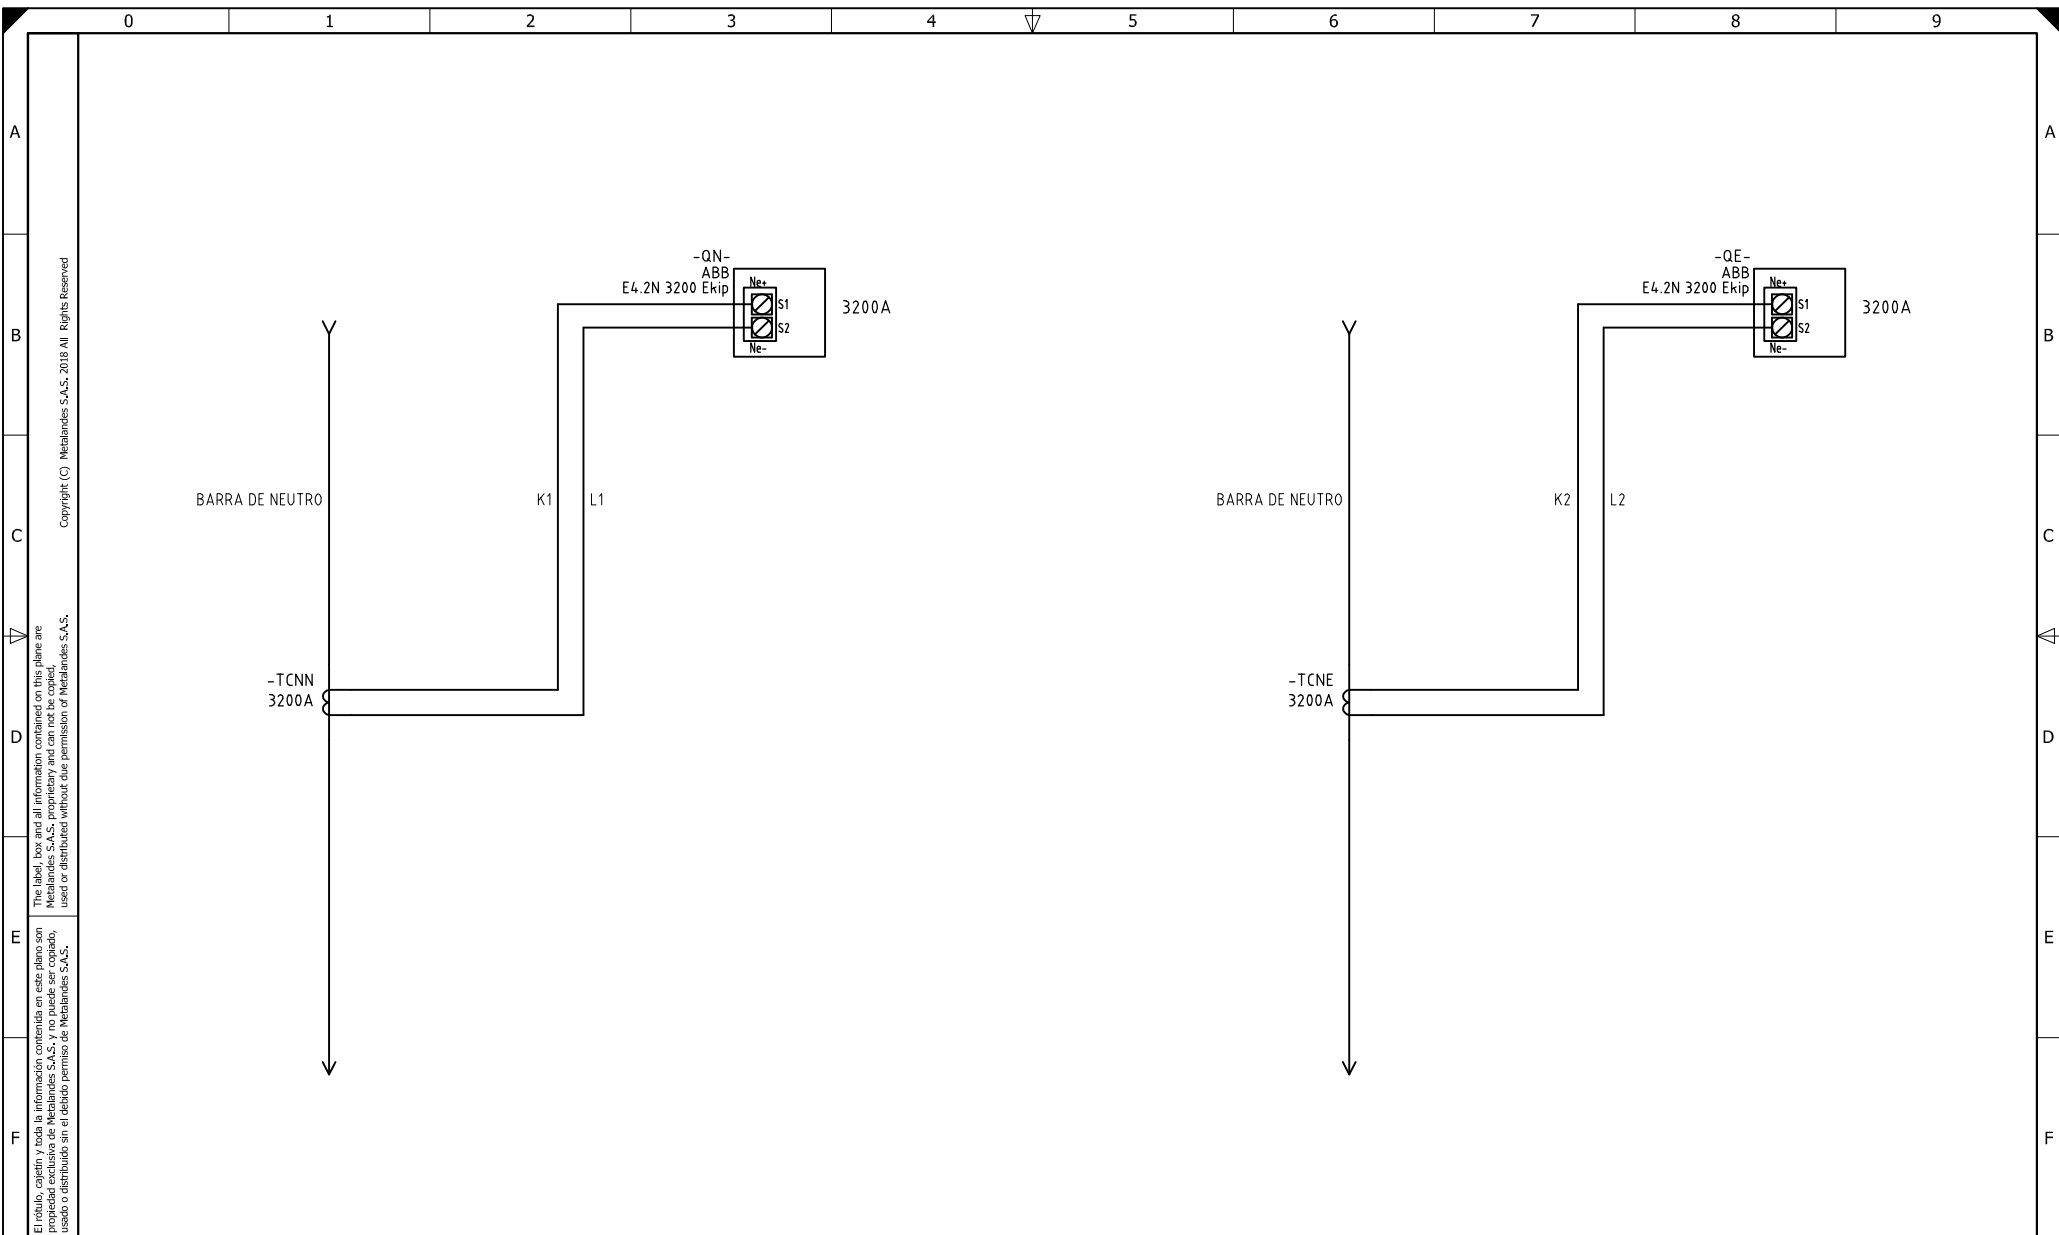 0 1 2 3 4 5 6 7 8 9
A A
B B
C C
D D
E E
F F
-QN-
ABB
E4.2N 3200 Ekip
Ne+
S1
S2
Ne-
3200A
BARRA DE NEUTRO
K1
L1
-TCNN
3200A
-QE-
ABB
E4.2N 3200 Ekip
Ne+
S1
S2
Ne-
3200A
BARRA DE NEUTRO
K2
L2
-TCNE
3200A
Copyright (C) Metalandes S.A.S. 2018 All Rights Reserved
The label, box and all information contained on this plane are
Metalandes S.A.S. proprietary and can not be copied,
used or distributed without due permission of Metalandes S.A.S.
El rótulo, cajetín y toda la información contenida en este plano son
propiedad exclusiva de Metalandes S.A.S. y no puede ser copiado,
usado o distribuido sin el debido permiso de Metalandes S.A.S.